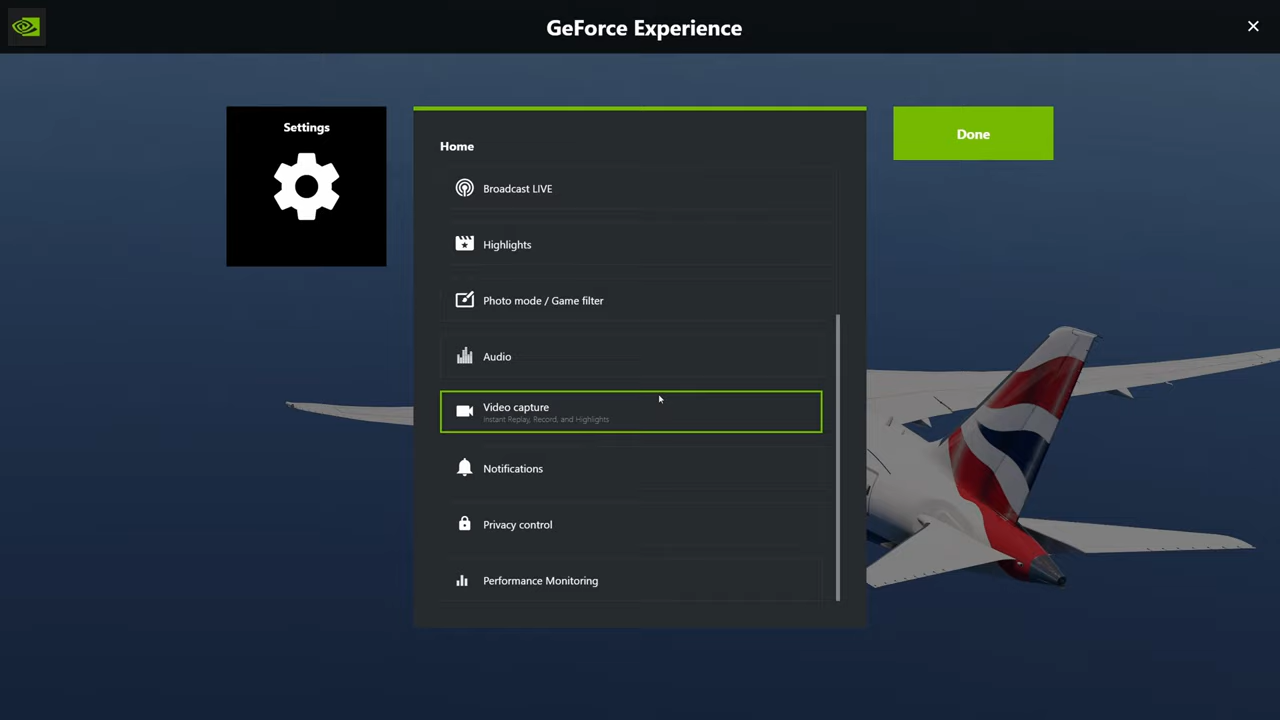 GeForce Experience
Settings
Done
Home
Broadcast LIVE
Highlights
Photo mode / Game filter
Audio
Video capture
Instant Replay, Record, and Highlights
Notifications
Privacy control
Performance Monitoring